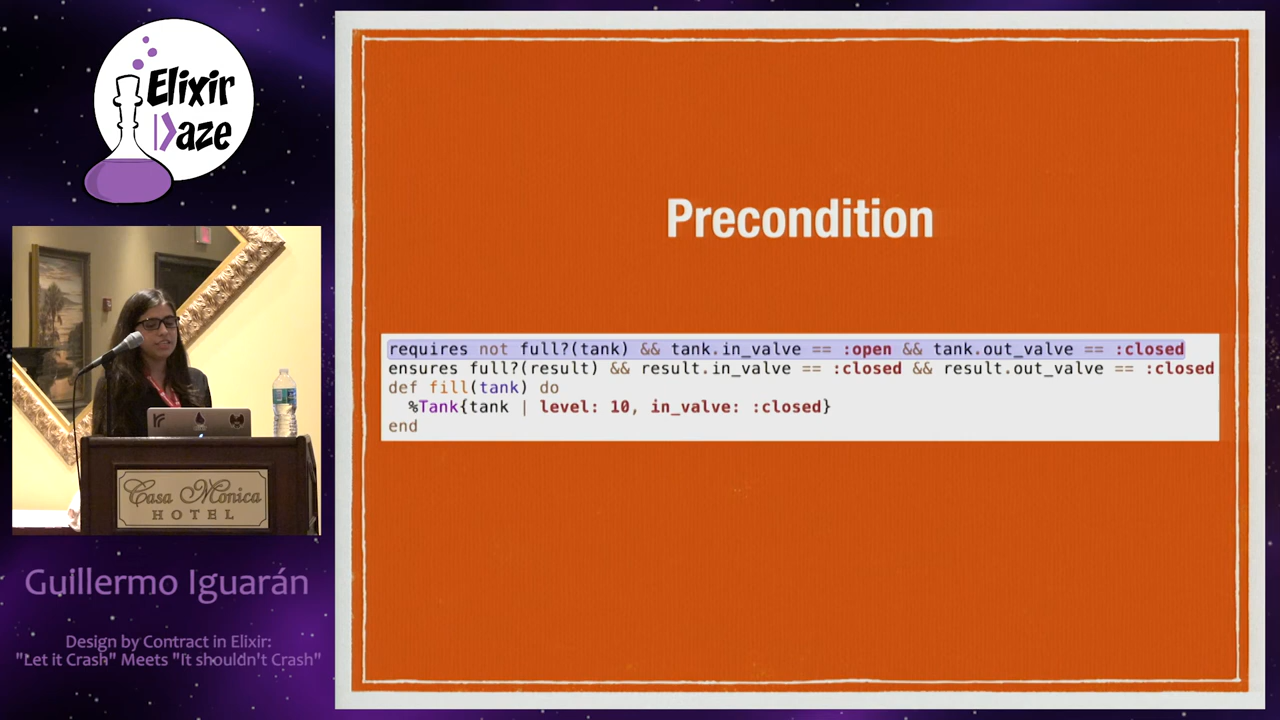 Elixir
|>aze
Precondition
requires not full?(tank) && tank.in_valve == :open && tank.out_valve == :closed
ensures full?(result) && result.in_valve == :closed && result.out_valve == :closed
def fill(tank) do
  %Tank{tank | level: 10, in_valve: :closed}
end
Casa Monica
HOTEL
Guillermo Iguarán
Design by Contract in Elixir:
"Let it Crash" Meets "It shouldn't Crash"